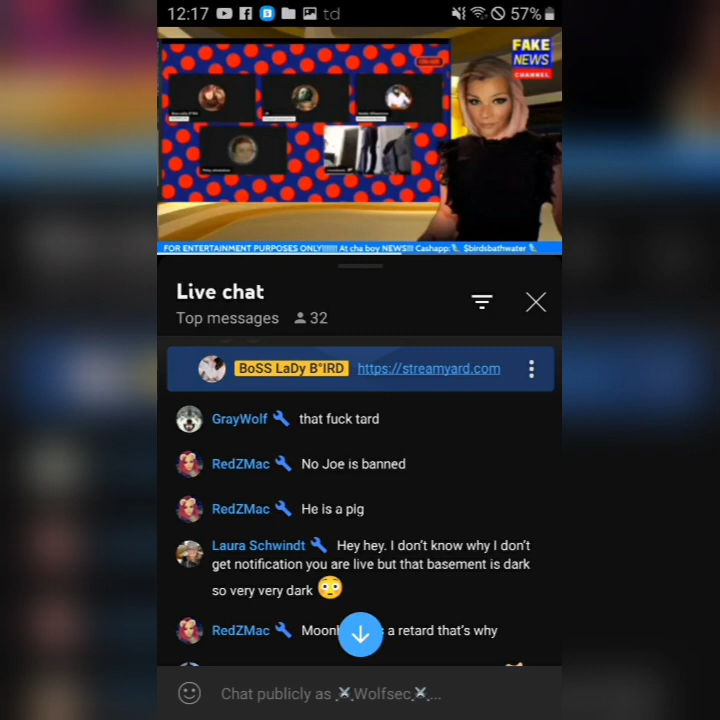 12:17 td 57%
FAKE
NEWS
CHANNEL
FOR ENTERTAINMENT PURPOSES ONLY!!!!!!! At cha boy NEWS!!! Cashapp: $birdsbathwater
Live chat
Top messages 32
BoSS LaDy B°IRD https://streamyard.com
GrayWolf that fuck tard
RedZMac No Joe is banned
RedZMac He is a pig
Laura Schwindt Hey hey. I don't know why I don't
get notification you are live but that basement is dark
so very very dark 😳
RedZMac a retard that's why
Chat publicly as ⚔Wolfsec⚔...